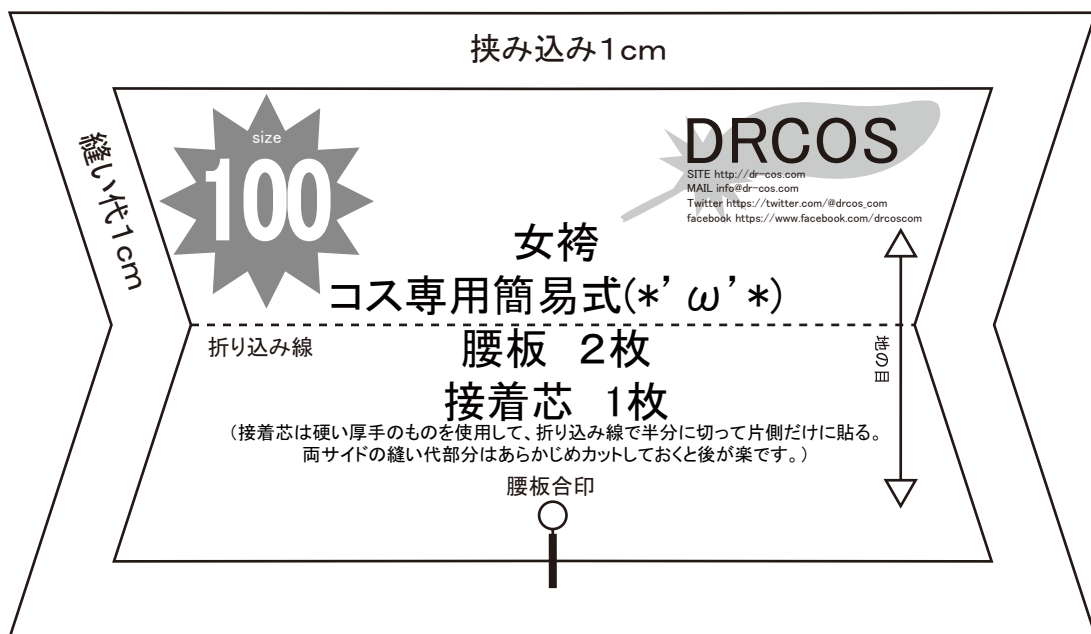 挟み込み1cm
縫い代1cm
size
100
DRCOS
SITE http://dr-cos.com
MAIL info@dr-cos.com
Twitter https://twitter.com/@drcos_com
facebook https://www.facebook.com/drcoscom
女袴
コス専用簡易式(*’ω’*)
折り込み線
腰板　2枚
地の目
接着芯　1枚
(接着芯は硬い厚手のものを使用して、折り込み線で半分に切って片側だけに貼る。
両サイドの縫い代部分はあらかじめカットしておくと後が楽です。)
腰板合印